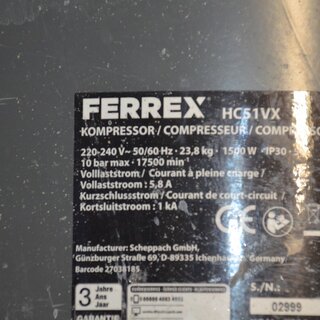 FERREX HC51VX
KOMPRESSOR / COMPRESSEUR / COMPRESSO
220-240 V~ 50/60 Hz • 23,8 kg • 1500 W • IP30 •
10 bar max • 17500 min⁻¹
Volllaststrom / Courant à pleine charge /
Vollaststroom : 5,8 A
Kurzschlussstrom / Courant de court-circuit /
Kortsluitstroom : 1 kA
CE
Manufacturer: Scheppach GmbH,
Günzburger Straße 69, D-89335 Ichenhausen, Germany.
Barcode 27038185
3 Jahre
Ans
Jaar
GARANTIE
S./N.:
02999